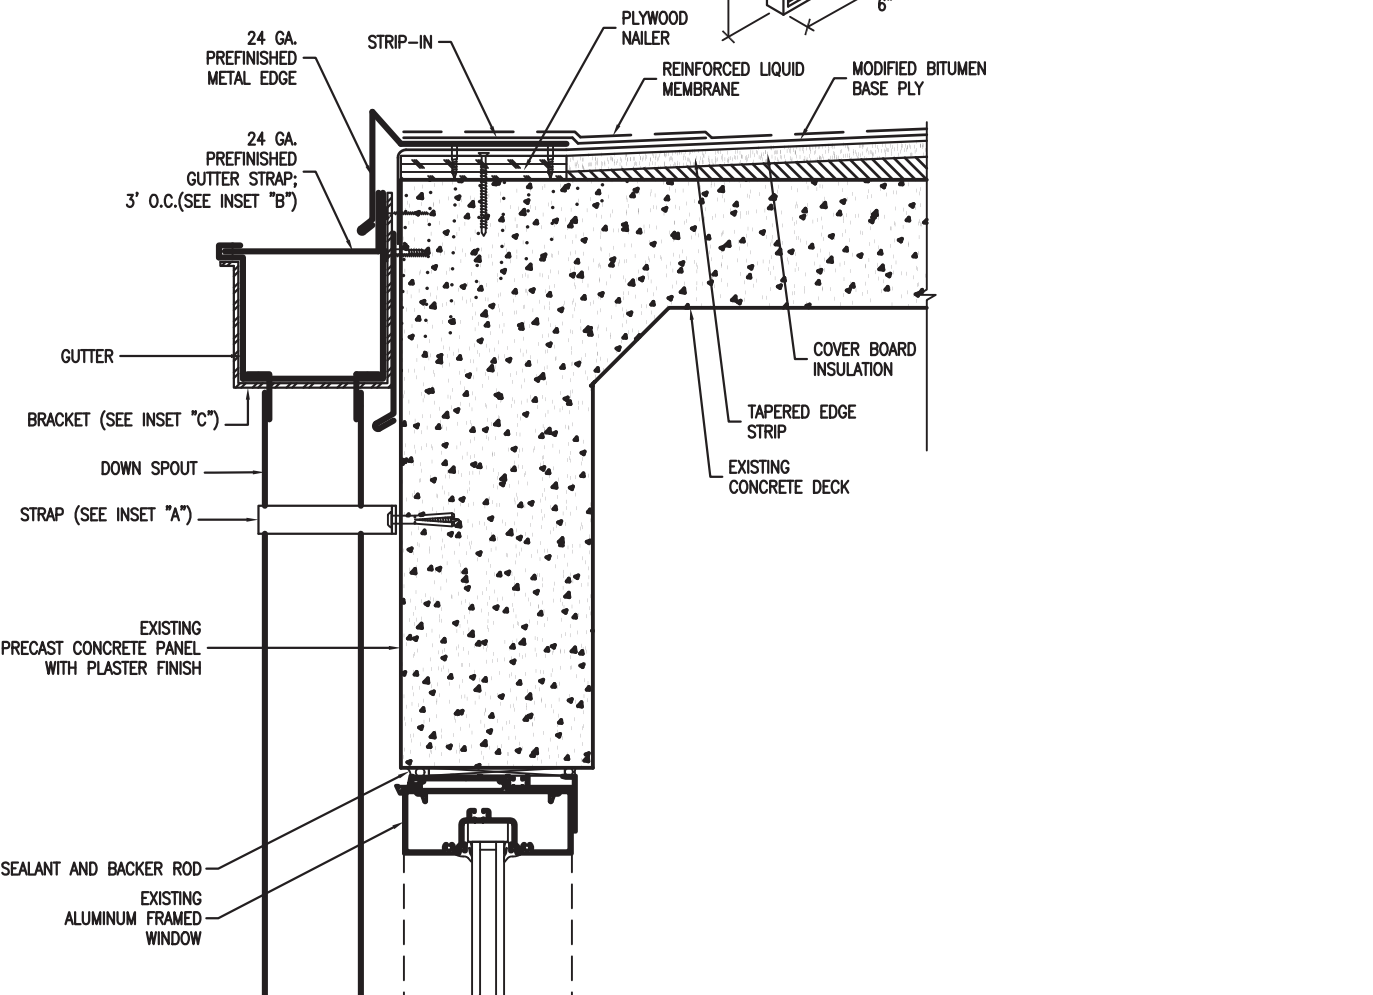 6"
PLYWOOD
NAILER
24 GA.
PREFINISHED
METAL EDGE
STRIP-IN
REINFORCED LIQUID
MEMBRANE
MODIFIED BITUMEN
BASE PLY
24 GA.
PREFINISHED
GUTTER STRAP;
3' O.C.(SEE INSET "B")
GUTTER
COVER BOARD
INSULATION
BRACKET (SEE INSET "C")
TAPERED EDGE
STRIP
DOWN SPOUT
EXISTING
CONCRETE DECK
STRAP (SEE INSET "A")
EXISTING
PRECAST CONCRETE PANEL
WITH PLASTER FINISH
SEALANT AND BACKER ROD
EXISTING
ALUMINUM FRAMED
WINDOW